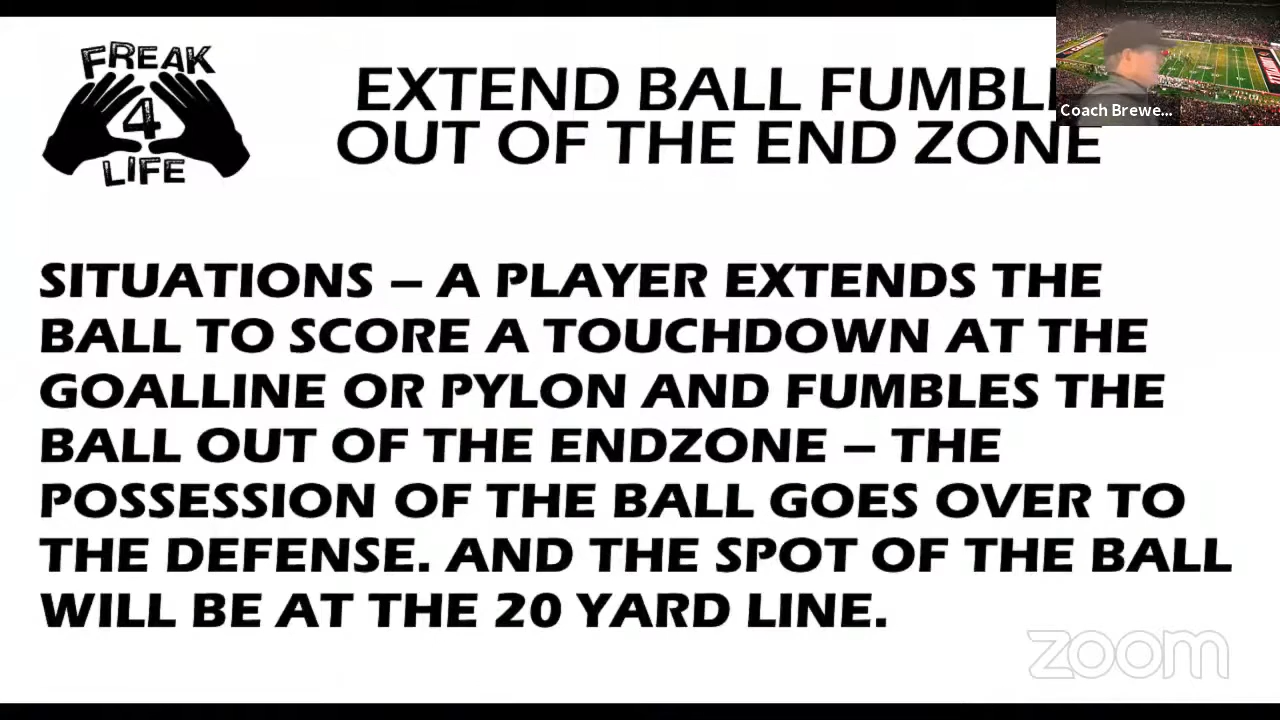 FREAK
4
LIFE
EXTEND BALL FUMBL
OUT OF THE END ZONE
Coach Brewe...
SITUATIONS – A PLAYER EXTENDS THE
BALL TO SCORE A TOUCHDOWN AT THE
GOALLINE OR PYLON AND FUMBLES THE
BALL OUT OF THE ENDZONE – THE
POSSESSION OF THE BALL GOES OVER TO
THE DEFENSE. AND THE SPOT OF THE BALL
WILL BE AT THE 20 YARD LINE.
zoom